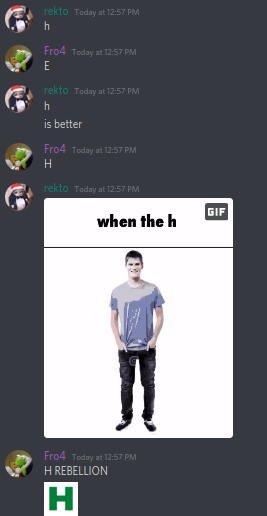 rekto Today at 12:57 PM
h
Fro4 Today at 12:57 PM
E
rekto Today at 12:57 PM
h
is better
Fro4 Today at 12:57 PM
H
rekto Today at 12:57 PM
GIF
when the h
Fro4 Today at 12:57 PM
H REBELLION
H